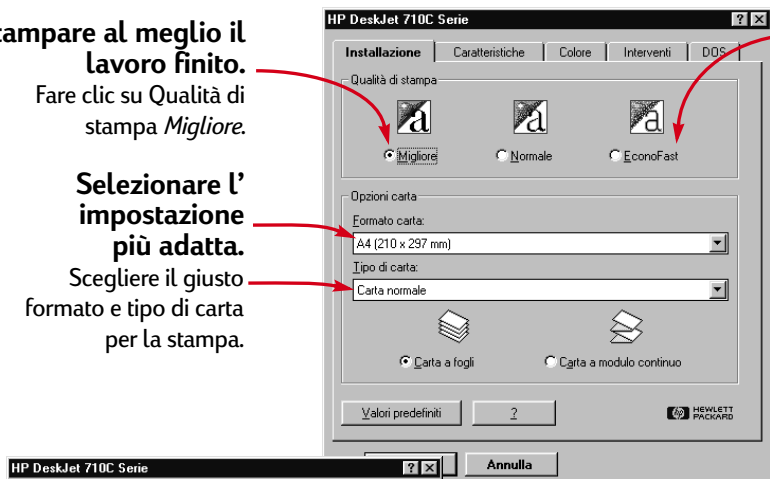 tampare al meglio il
lavoro finito.
Fare clic su Qualità di
stampa Migliore.
Selezionare l’
impostazione
più adatta.
Scegliere il giusto
formato e tipo di carta
per la stampa.
HP DeskJet 710C Serie
Installazione Caratteristiche Colore Interventi DOS
Qualità di stampa
Migliore Normale EconoFast
Opzioni carta
Formato carta:
A4 (210 x 297 mm)
Tipo di carta:
Carta normale
Carta a fogli Carta a modulo continuo
Valori predefiniti ? hp HEWLETT
PACKARD
Annulla
HP DeskJet 710C Serie